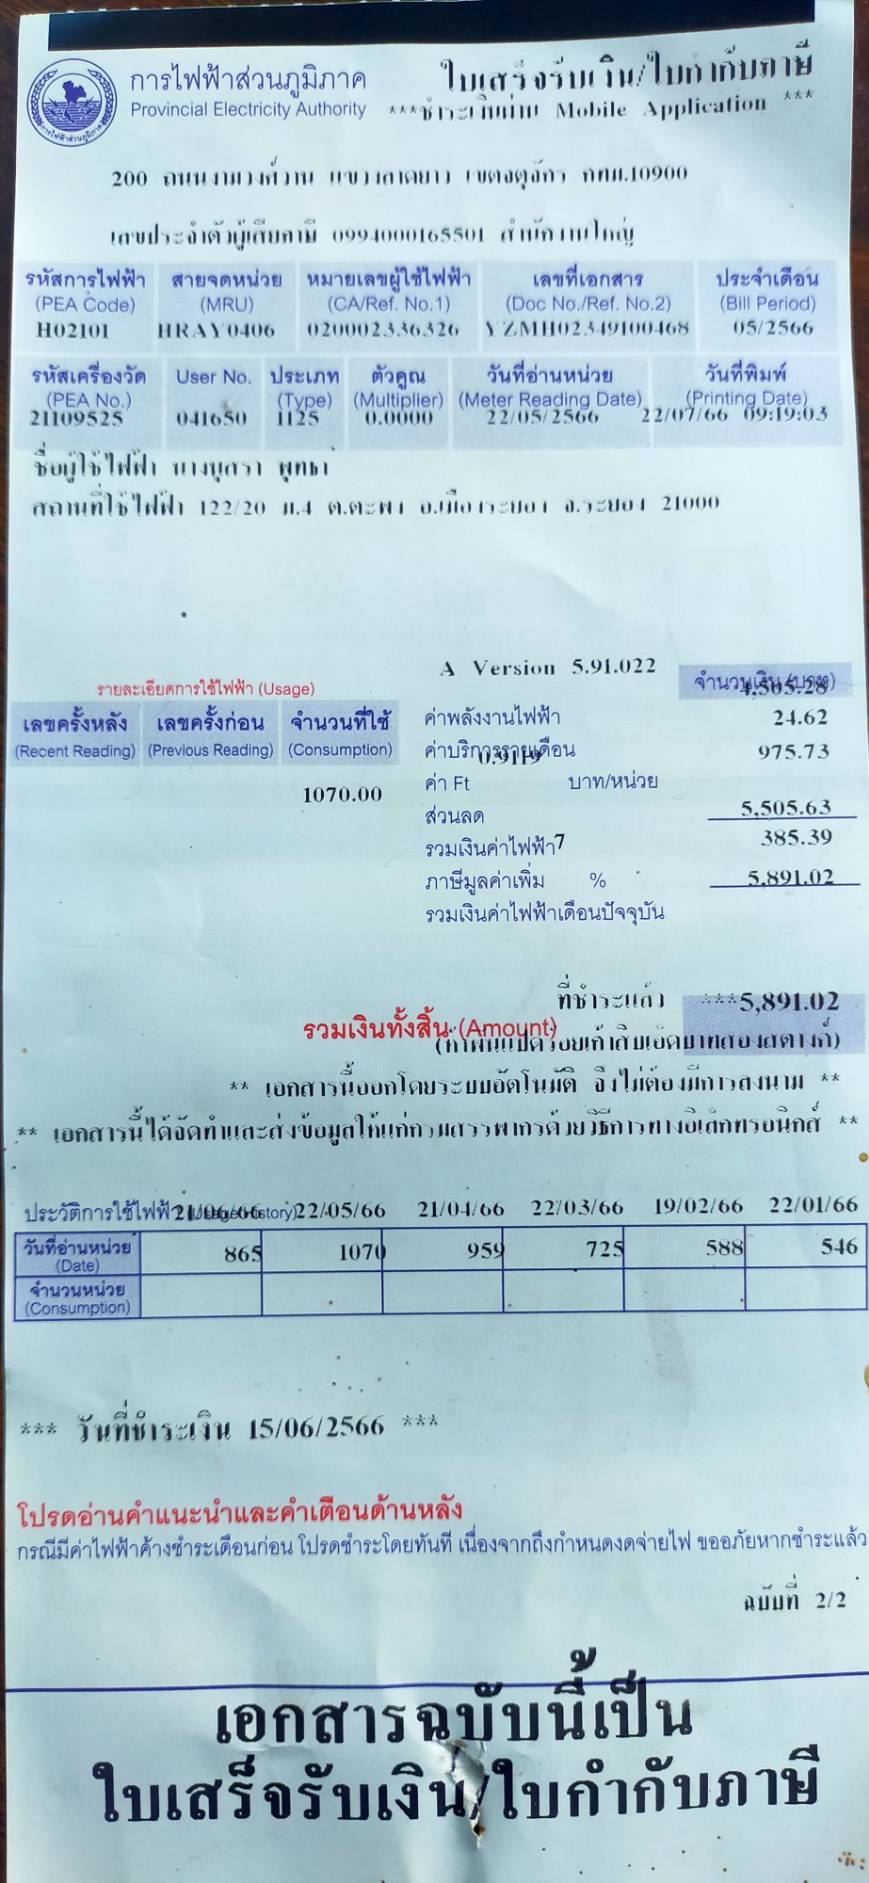 การไฟฟ้าส่วนภูมิภาค
Provincial Electricity Authority
ใบเสร็จรับเงิน/ใบกำกับภาษี
***ชำระเงินผ่าน Mobile Application ***
200 ถนนงามวงศ์วาน แขวงลาดยาว เขตจตุจักร กทม.10900
เลขประจำตัวผู้เสียภาษี 0994000165501 สำนักงานใหญ่
รหัสการไฟฟ้า สายจดหน่วย หมายเลขผู้ใช้ไฟฟ้า เลขที่เอกสาร ประจำเดือน
(PEA Code) (MRU) (CA/Ref. No.1) (Doc No./Ref. No.2) (Bill Period)
H02101 HRAY0406 020002336326 YZMH02349100468 05/2566
รหัสเครื่องวัด User No. ประเภท ตัวคูณ วันที่อ่านหน่วย วันที่พิมพ์
(PEA No.) (Type) (Multiplier) (Meter Reading Date) (Printing Date)
21109525 041650 1125 0.0000 22/05/2566 22/07/66 09:19:03
ชื่อผู้ใช้ไฟฟ้า นางนุสรา พุทธา
สถานที่ใช้ไฟฟ้า 122/20 ม.4 ต.ตะพง อ.เมืองระยอง จ.ระยอง 21000
A Version 5.91.022
รายละเอียดการใช้ไฟฟ้า (Usage) จำนวนเงิน (บาท)
4,505.28
เลขครั้งหลัง เลขครั้งก่อน จำนวนที่ใช้
(Recent Reading) (Previous Reading) (Consumption)
1070.00
ค่าพลังงานไฟฟ้า 24.62
ค่าบริการรายเดือน 975.73
0.9119
ค่า Ft บาท/หน่วย
ส่วนลด 5,505.63
รวมเงินค่าไฟฟ้า 7 385.39
ภาษีมูลค่าเพิ่ม % 5,891.02
รวมเงินค่าไฟฟ้าเดือนปัจจุบัน
ที่ชำระแล้ว ***5,891.02
รวมเงินทั้งสิ้น (Amount)
(ห้าพันแปดร้อยเก้าสิบเอ็ดบาทสองสตางค์)
** เอกสารนี้ออกโดยระบบอัตโนมัติ จึงไม่ต้องมีการลงนาม **
** เอกสารนี้ได้จัดทำและส่งข้อมูลให้แก่กรมสรรพากรด้วยวิธีการทางอิเล็กทรอนิกส์ **
ประวัติการใช้ไฟฟ้า (Usage History) 21/06/66 22/05/66 21/04/66 22/03/66 19/02/66 22/01/66
วันที่อ่านหน่วย 865 1070 959 725 588 546
(Date)
จำนวนหน่วย
(Consumption)
*** วันที่ชำระเงิน 15/06/2566 ***
โปรดอ่านคำแนะนำและคำเตือนด้านหลัง
กรณีมีค่าไฟฟ้าค้างชำระเดือนก่อน โปรดชำระโดยทันที เนื่องจากถึงกำหนดงดจ่ายไฟ ขออภัยหากชำระแล้ว
ฉบับที่ 2/2
เอกสารฉบับนี้เป็น
ใบเสร็จรับเงิน/ใบกำกับภาษี